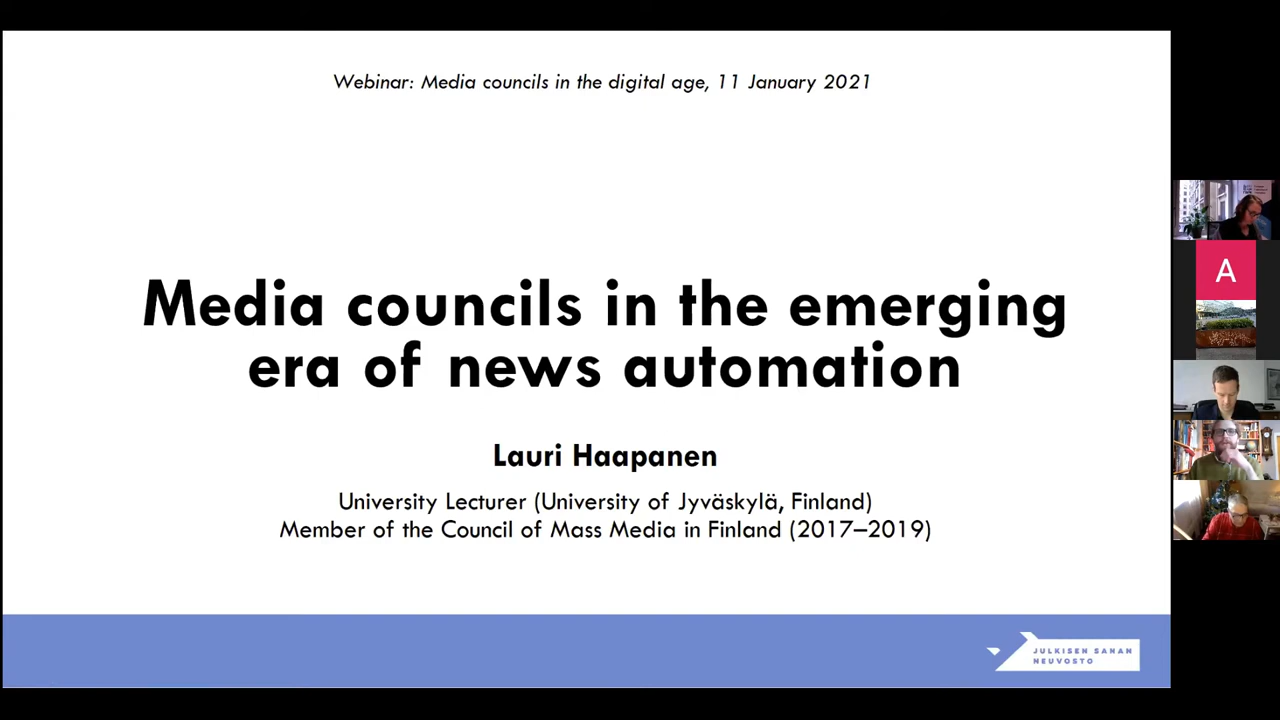 Webinar: Media councils in the digital age, 11 January 2021
Media councils in the emerging
era of news automation
Lauri Haapanen
University Lecturer (University of Jyväskylä, Finland)
Member of the Council of Mass Media in Finland (2017–2019)
JULKISEN SANAN
NEUVOSTO
A